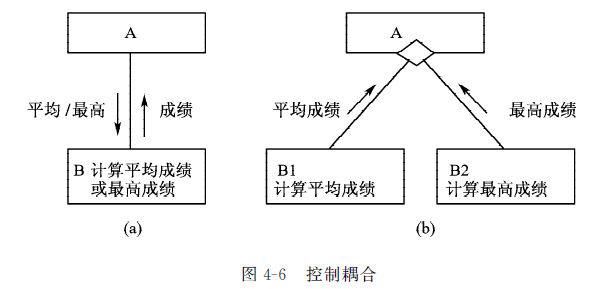 A
平均/最高
成绩
B 计算平均成绩
或最高成绩
(a)
A
平均成绩
最高成绩
B1
计算平均成绩
B2
计算最高成绩
(b)
图 4-6 控制耦合